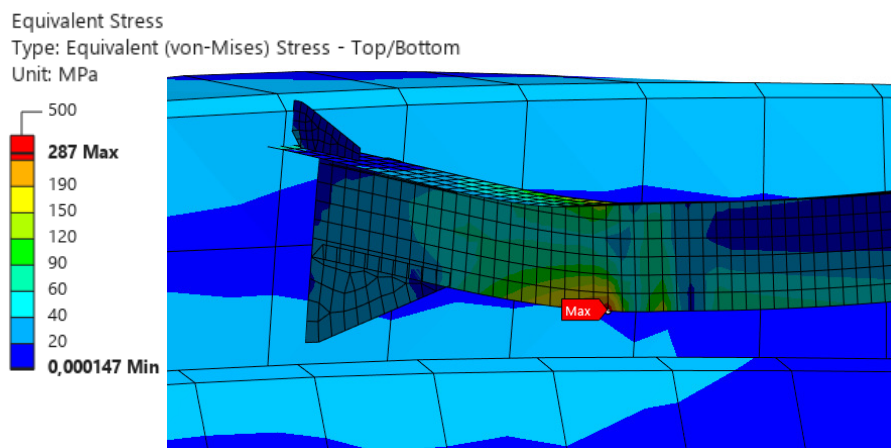 Equivalent Stress
Type: Equivalent (von-Mises) Stress - Top/Bottom
Unit: MPa
500
287 Max
190
150
120
90
60
40
20
0,000147 Min
Max